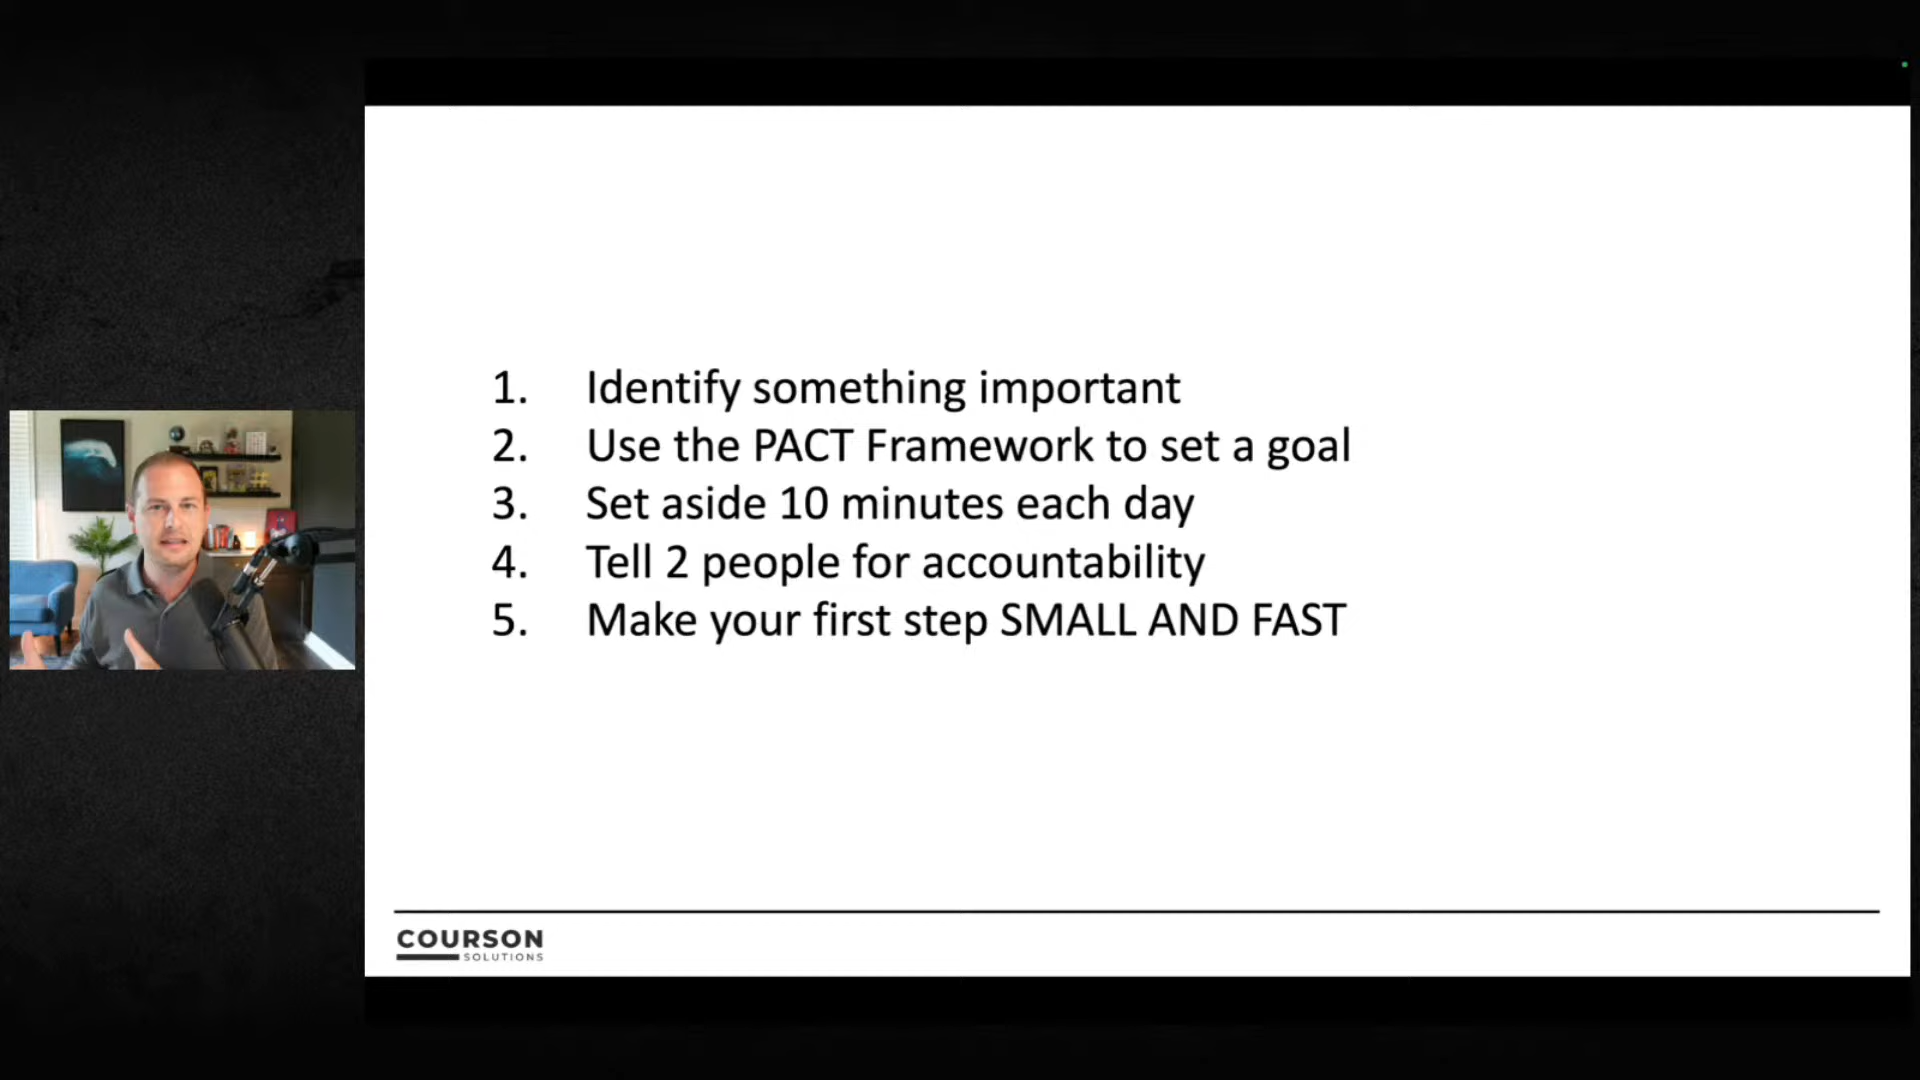 1. Identify something important
2. Use the PACT Framework to set a goal
3. Set aside 10 minutes each day
4. Tell 2 people for accountability
5. Make your first step SMALL AND FAST
COURSON
SOLUTIONS